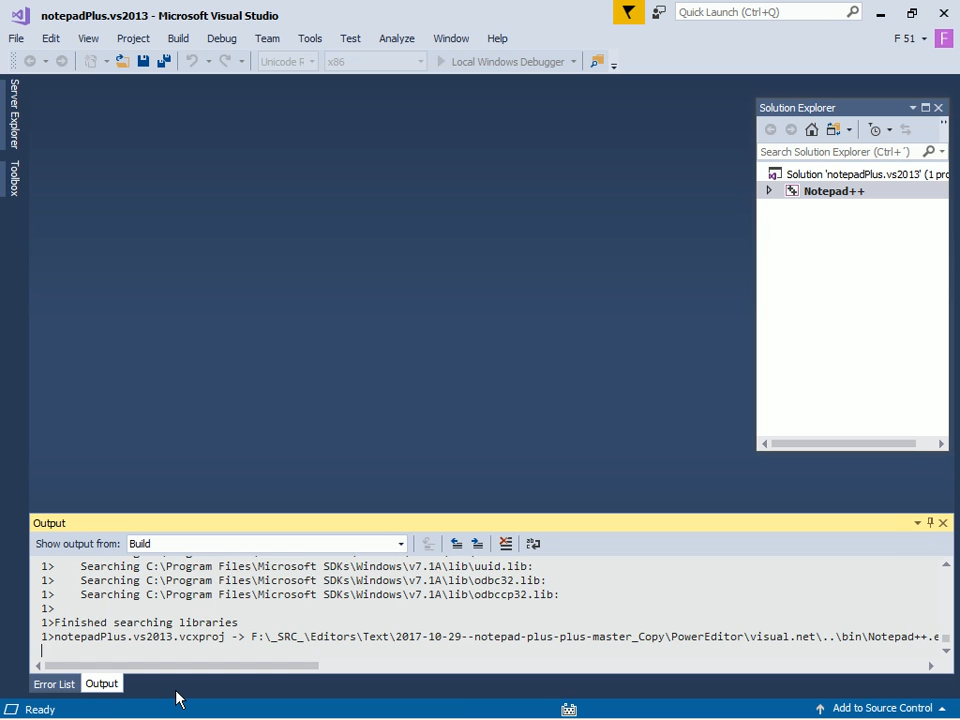 notepadPlus.vs2013 - Microsoft Visual Studio
Quick Launch (Ctrl+Q)
File Edit View Project Build Debug Team Tools Test Analyze Window Help
F 51 F
Unicode R x86 Local Windows Debugger
Server Explorer
Toolbox
Solution Explorer
Search Solution Explorer (Ctrl+´)
Solution 'notepadPlus.vs2013' (1 pro
Notepad++
Output
Show output from: Build
1> Searching C:\Program Files\Microsoft SDKs\Windows\v7.1A\lib\uuid.lib:
1> Searching C:\Program Files\Microsoft SDKs\Windows\v7.1A\lib\odbc32.lib:
1> Searching C:\Program Files\Microsoft SDKs\Windows\v7.1A\lib\odbccp32.lib:
1>
1>Finished searching libraries
1>notepadPlus.vs2013.vcxproj -> F:\_SRC_\Editors\Text\2017-10-29--notepad-plus-plus-master_Copy\PowerEditor\visual.net\..\bin\Notepad++.e
Error List Output
Ready
Add to Source Control